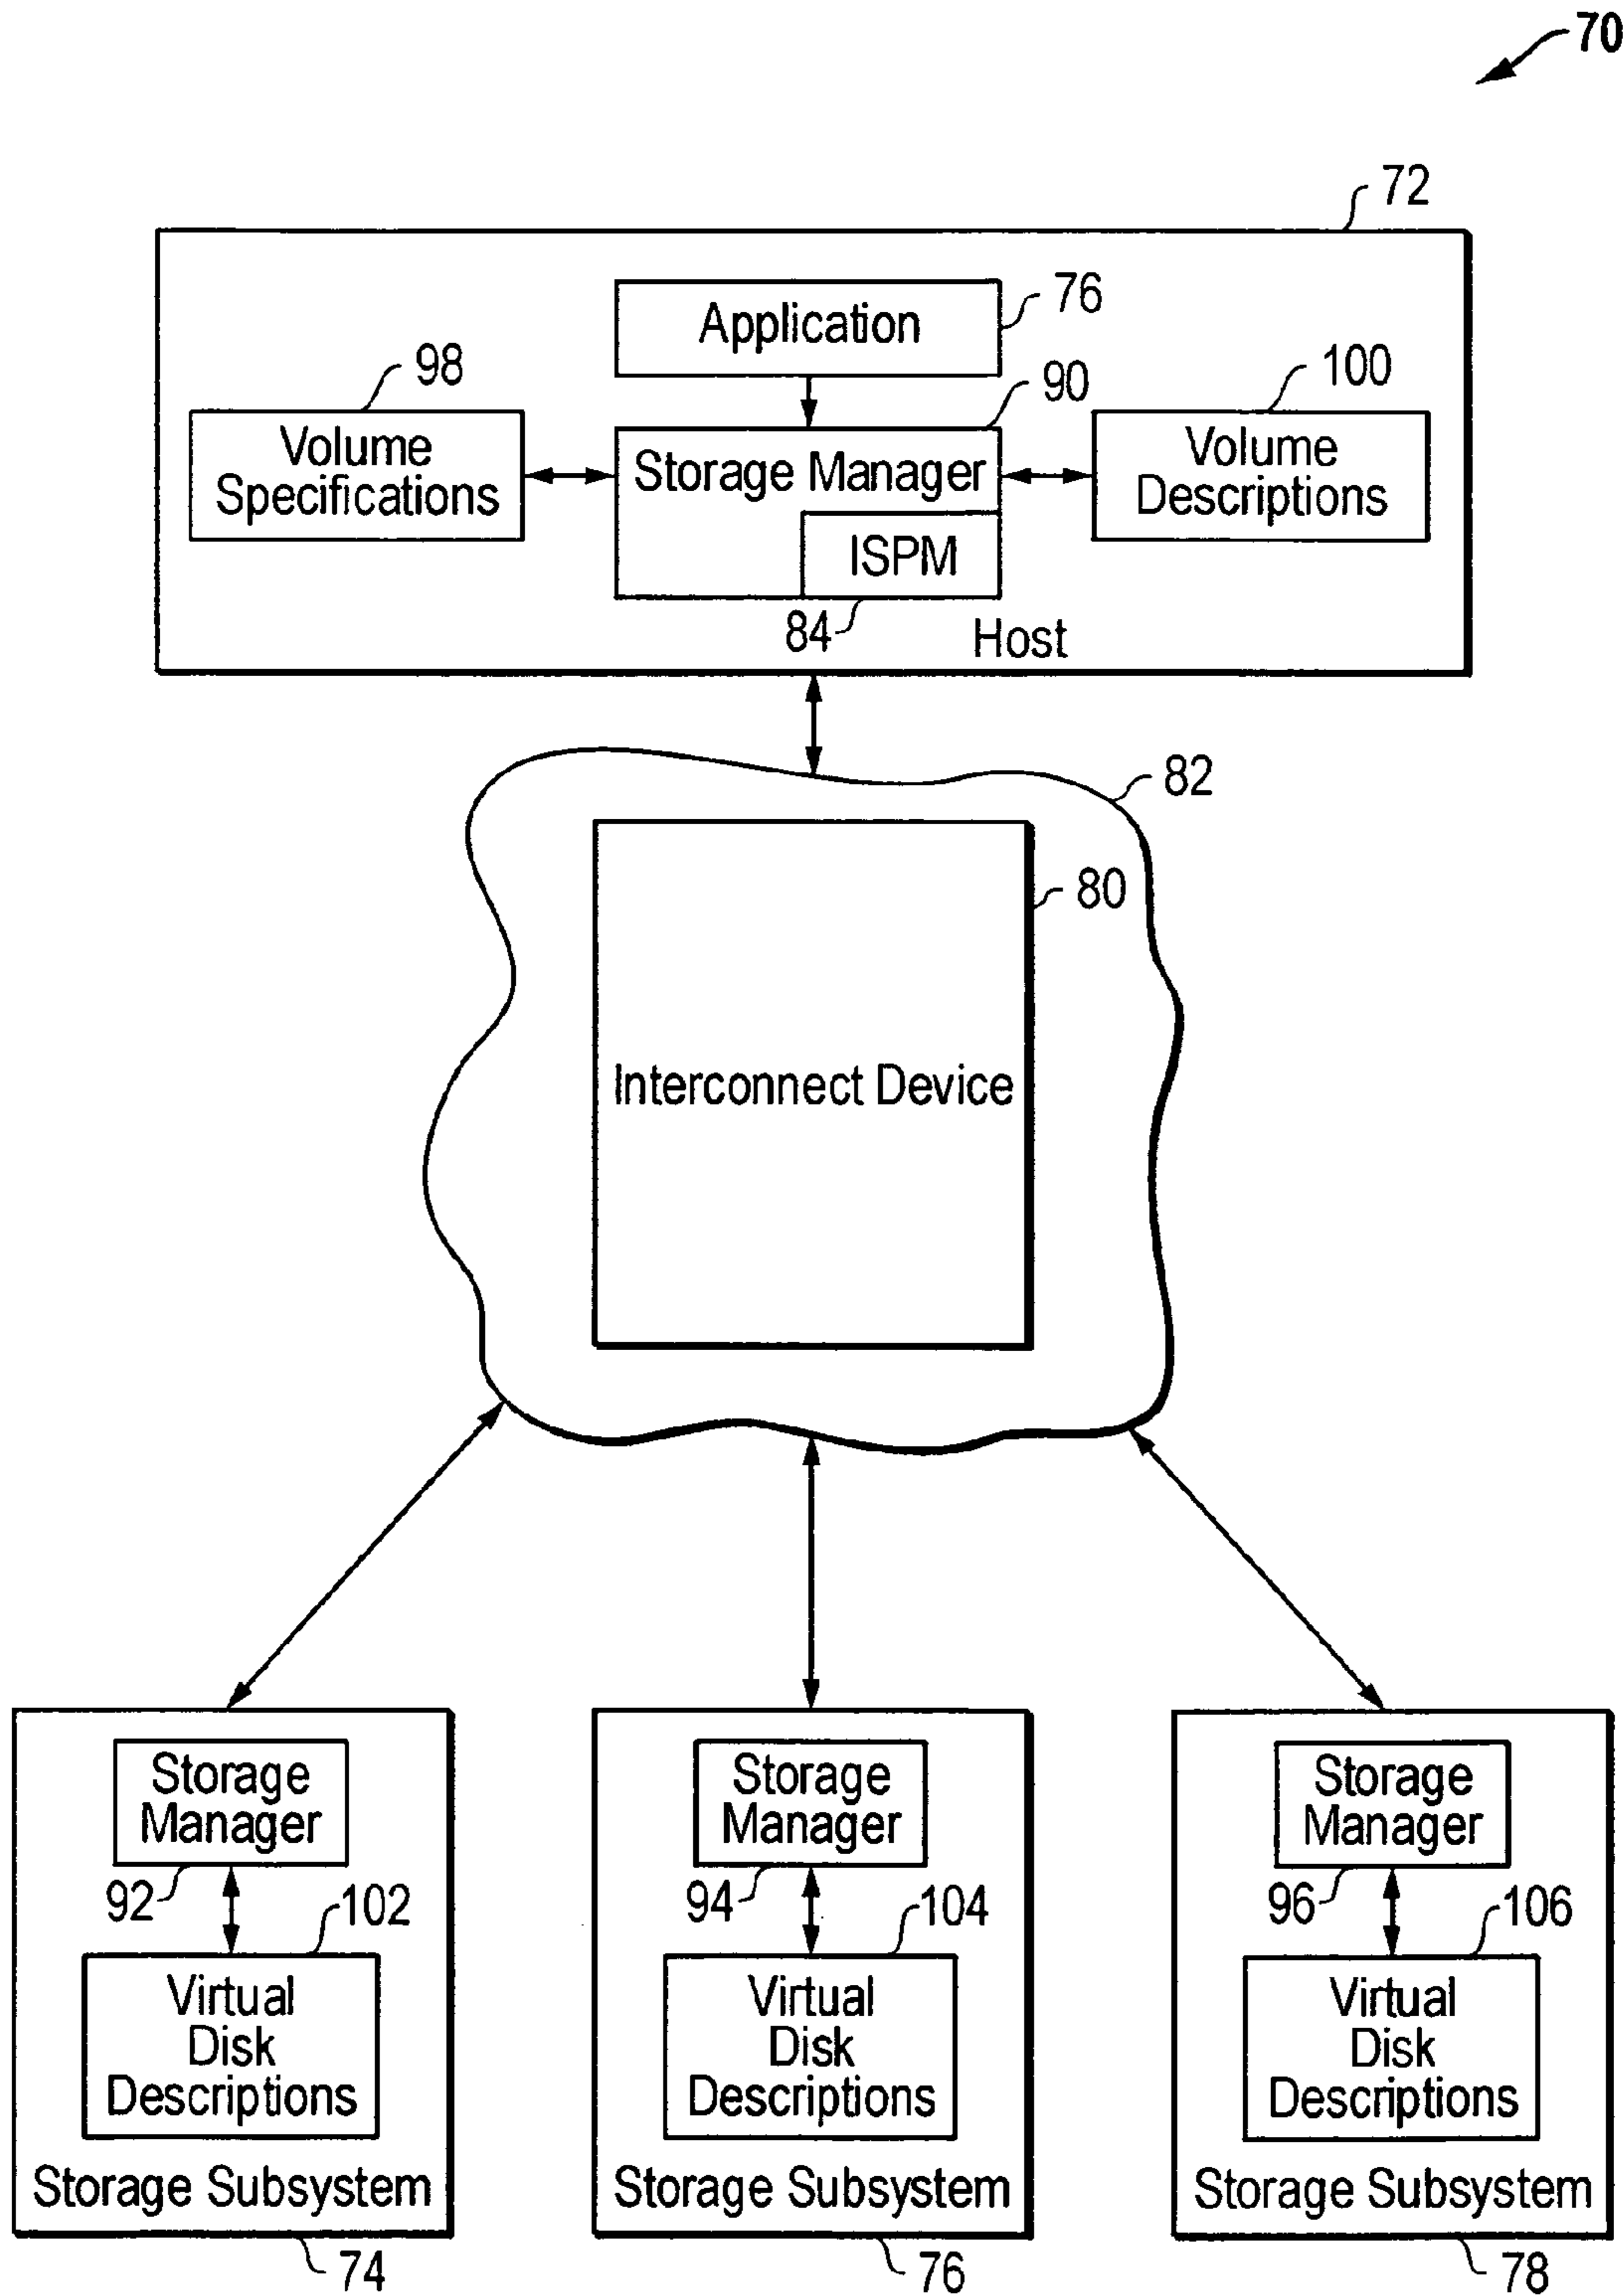 70
72
Application
76
98
90
100
Volume
Specifications
Storage Manager
Volume
Descriptions
ISPM
84
Host
82
80
Interconnect Device
Storage
Manager
92
102
Virtual
Disk
Descriptions
Storage Subsystem
74
Storage
Manager
94
104
Virtual
Disk
Descriptions
Storage Subsystem
76
Storage
Manager
96
106
Virtual
Disk
Descriptions
Storage Subsystem
78